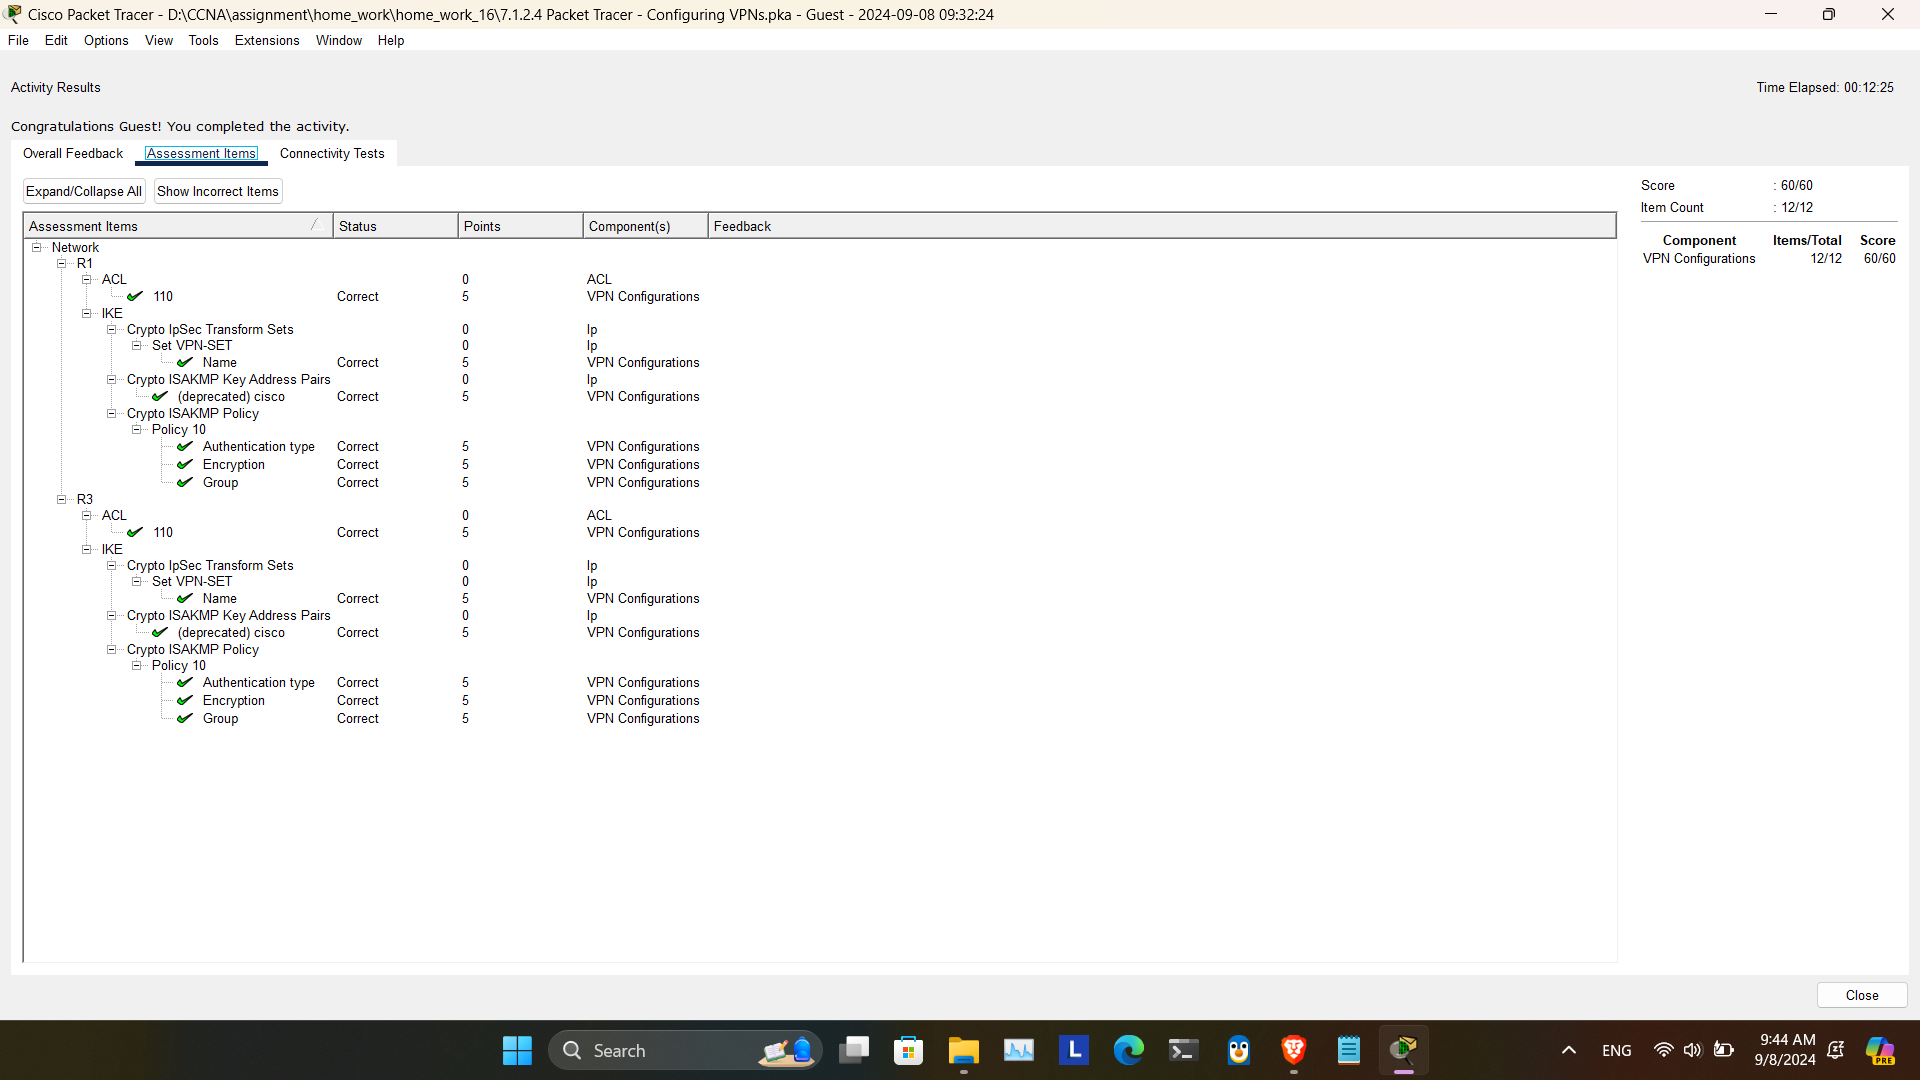 Cisco Packet Tracer - D:\CCNA\assignment\home_work\home_work_16\7.1.2.4 Packet Tracer - Configuring VPNs.pka - Guest - 2024-09-08 09:32:24
File Edit Options View Tools Extensions Window Help
Activity Results Time Elapsed: 00:12:25
Congratulations Guest! You completed the activity.
Overall Feedback Assessment Items Connectivity Tests
Expand/Collapse All Show Incorrect Items
Assessment Items Status Points Component(s) Feedback
Network
R1
ACL 0 ACL
110 Correct 5 VPN Configurations
IKE
Crypto IpSec Transform Sets 0 Ip
Set VPN-SET 0 Ip
Name Correct 5 VPN Configurations
Crypto ISAKMP Key Address Pairs 0 Ip
(deprecated) cisco Correct 5 VPN Configurations
Crypto ISAKMP Policy
Policy 10
Authentication type Correct 5 VPN Configurations
Encryption Correct 5 VPN Configurations
Group Correct 5 VPN Configurations
R3
ACL 0 ACL
110 Correct 5 VPN Configurations
IKE
Crypto IpSec Transform Sets 0 Ip
Set VPN-SET 0 Ip
Name Correct 5 VPN Configurations
Crypto ISAKMP Key Address Pairs 0 Ip
(deprecated) cisco Correct 5 VPN Configurations
Crypto ISAKMP Policy
Policy 10
Authentication type Correct 5 VPN Configurations
Encryption Correct 5 VPN Configurations
Group Correct 5 VPN Configurations
Score : 60/60
Item Count : 12/12
Component Items/Total Score
VPN Configurations 12/12 60/60
Close
Search
L
ENG
9:44 AM
9/8/2024
PRE